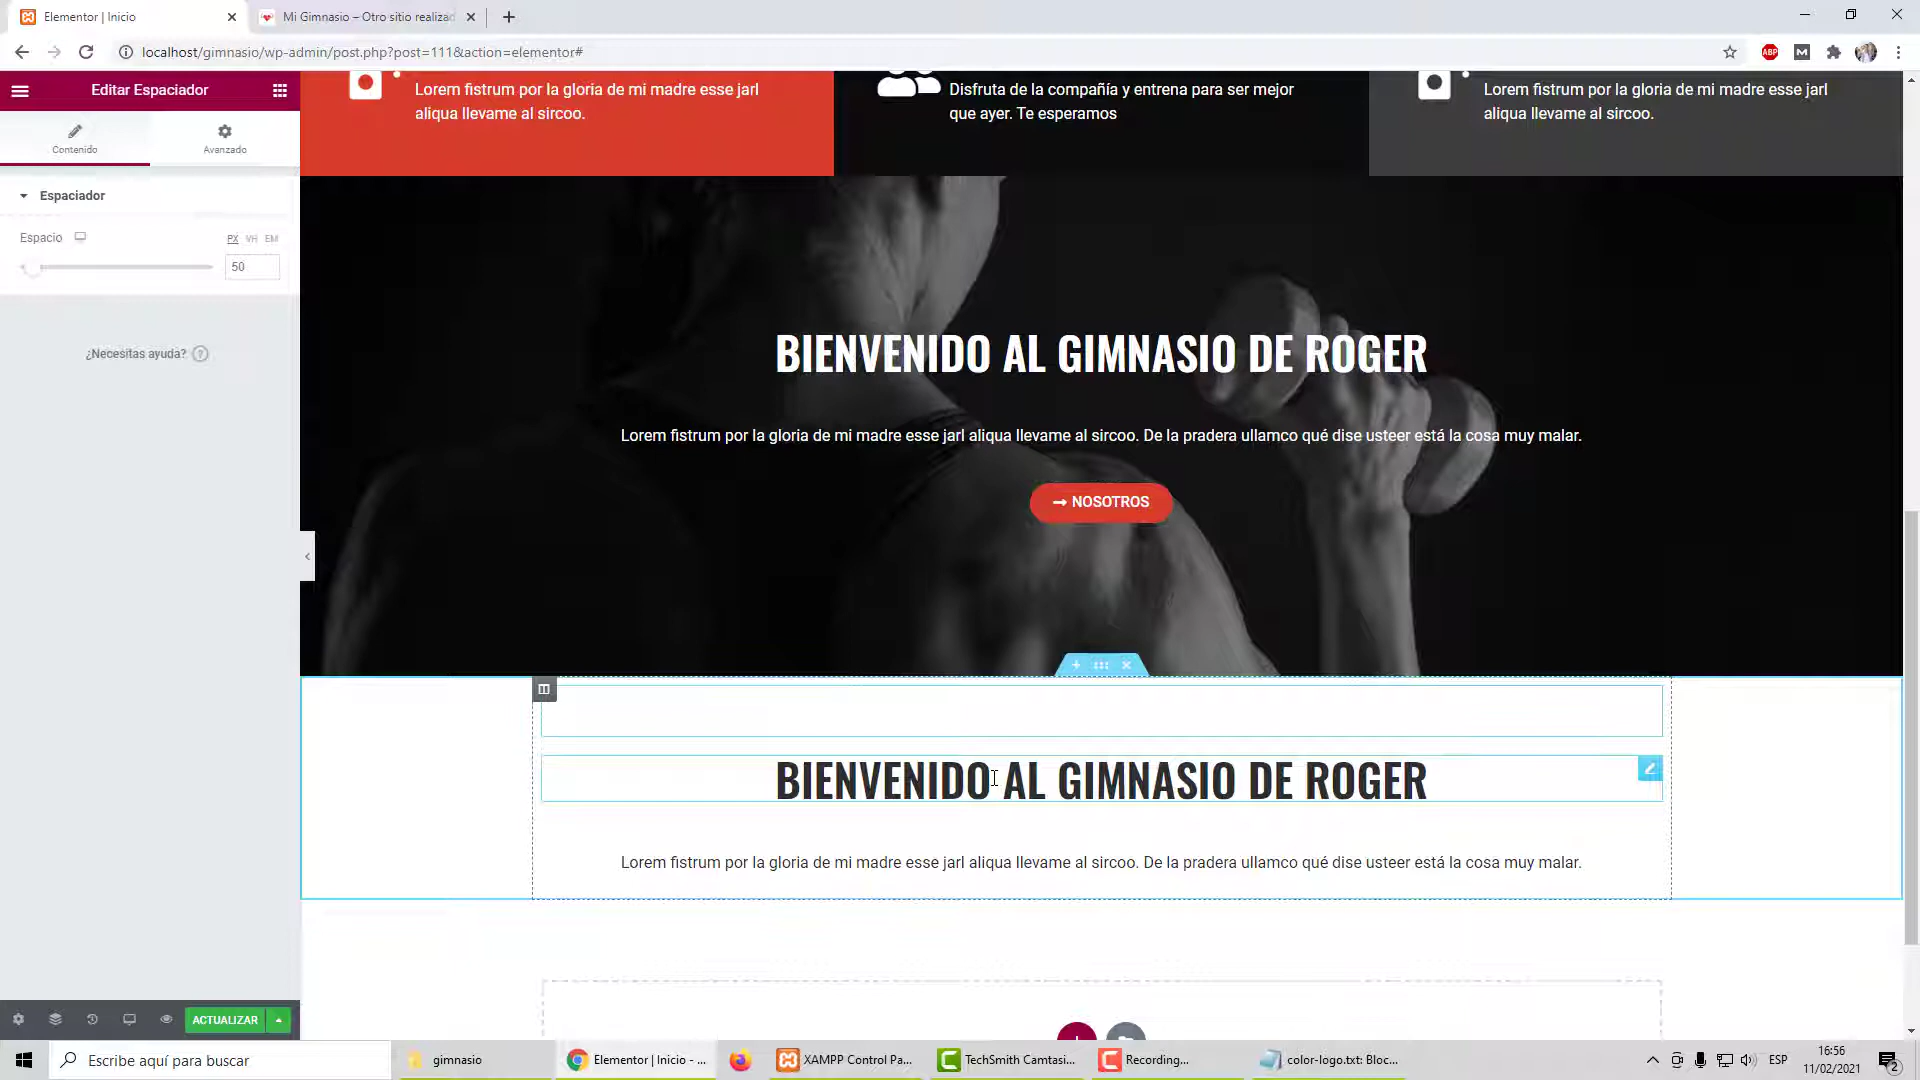 Elementor | Inicio
Mi Gimnasio – Otro sitio realizad
localhost/gimnasio/wp-admin/post.php?post=111&action=elementor#
ABP
Editar Espaciador
Contenido
Avanzado
Espaciador
Espacio
PX VH EM
50
¿Necesitas ayuda?
Lorem fistrum por la gloria de mi madre esse jarl
aliqua llevame al sircoo.
Disfruta de la compañía y entrena para ser mejor
que ayer. Te esperamos
Lorem fistrum por la gloria de mi madre esse jarl
aliqua llevame al sircoo.
BIENVENIDO AL GIMNASIO DE ROGER
Lorem fistrum por la gloria de mi madre esse jarl aliqua llevame al sircoo. De la pradera ullamco qué dise usteer está la cosa muy malar.
NOSOTROS
BIENVENIDO AL GIMNASIO DE ROGER
Lorem fistrum por la gloria de mi madre esse jarl aliqua llevame al sircoo. De la pradera ullamco qué dise usteer está la cosa muy malar.
ACTUALIZAR
Escribe aquí para buscar
gimnasio
Elementor | Inicio - ...
XAMPP Control Pa...
TechSmith Camtasi...
Recording...
color-logo.txt: Bloc...
ESP
16:56
11/02/2021
2